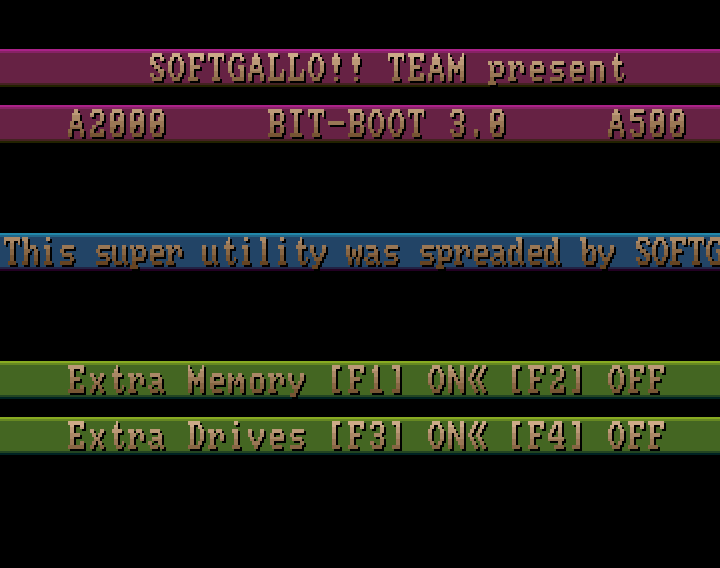 SOFTGALLO!! TEAM present
A2000 BIT-BOOT 3.0 A500
This super utility was spreaded by SOFTG
Extra Memory [F1] ON« [F2] OFF
Extra Drives [F3] ON« [F4] OFF